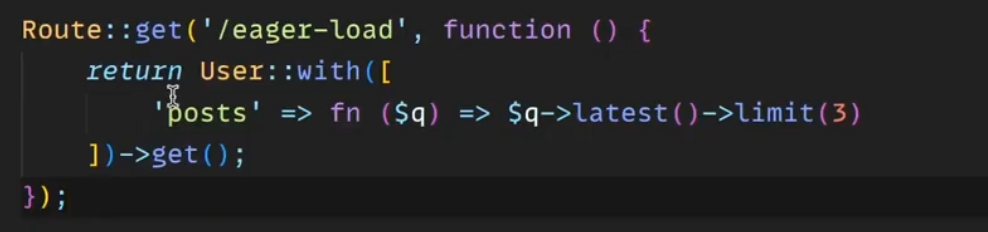 Route::get('/eager-load', function () {
    return User::with([
        'posts' => fn ($q) => $q->latest()->limit(3)
    ])->get();
});